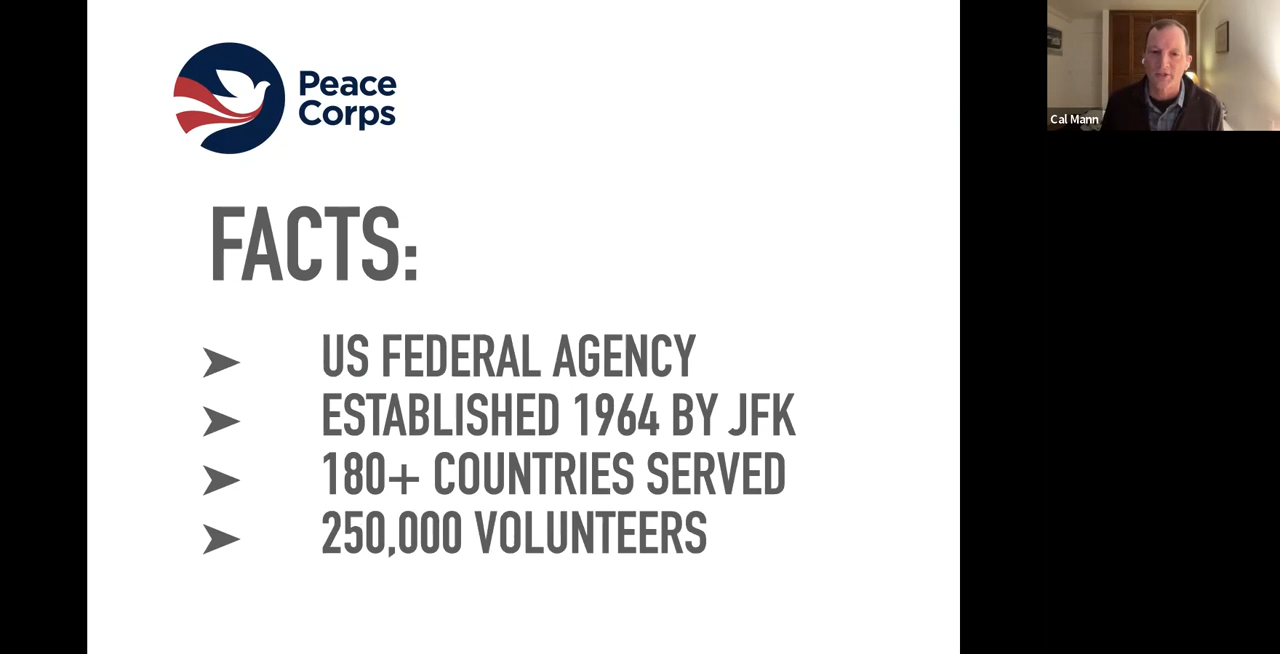 Peace
Corps
FACTS:
➤ US FEDERAL AGENCY
➤ ESTABLISHED 1964 BY JFK
➤ 180+ COUNTRIES SERVED
➤ 250,000 VOLUNTEERS
Cal Mann